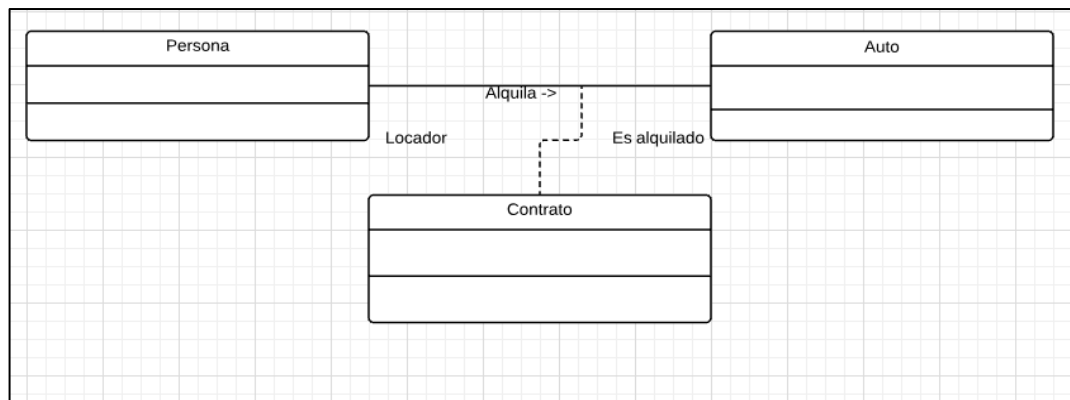 Persona
Auto
Alquila ->
Locador
Es alquilado
Contrato